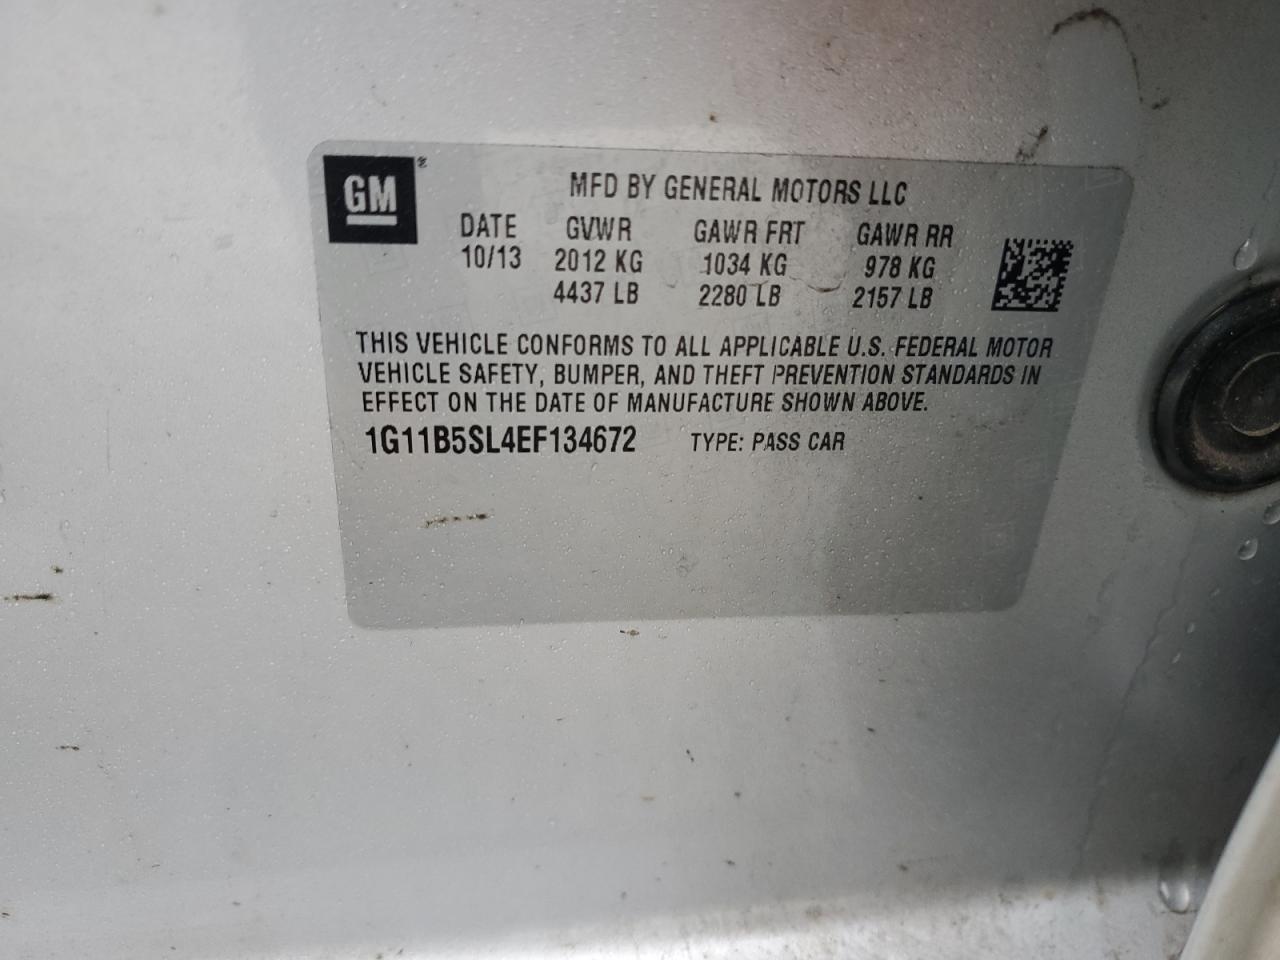 GM®
MFD BY GENERAL MOTORS LLC
DATE GVWR GAWR FRT GAWR RR
10/13 2012 KG 1034 KG 978 KG
4437 LB 2280 LB 2157 LB
THIS VEHICLE CONFORMS TO ALL APPLICABLE U.S. FEDERAL MOTOR
VEHICLE SAFETY, BUMPER, AND THEFT PREVENTION STANDARDS IN
EFFECT ON THE DATE OF MANUFACTURE SHOWN ABOVE.
1G11B5SL4EF134672 TYPE: PASS CAR